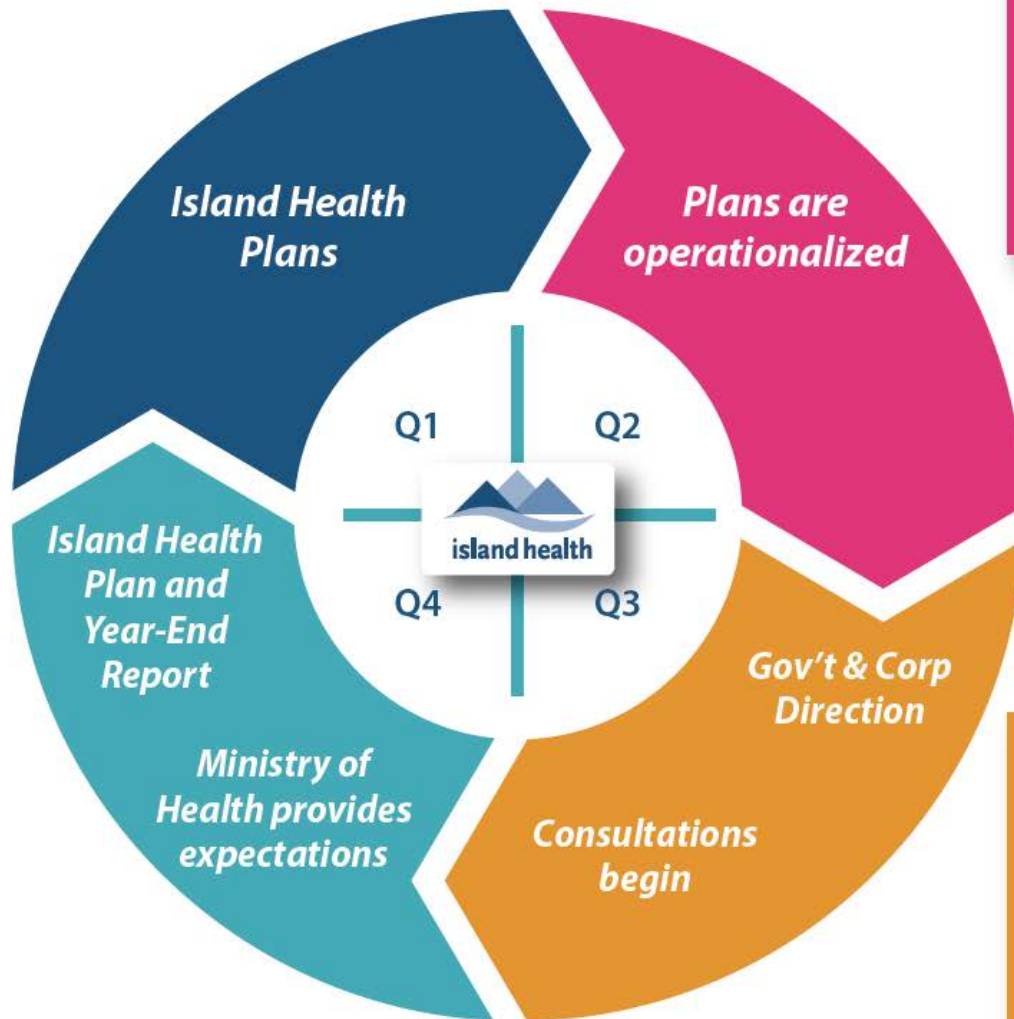 Island Health
Plans
Plans are
operationalized
Q1
Q2
island health
Q4
Q3
Island Health
Plan and
Year-End
Report
Gov't & Corp
Direction
Ministry of
Health provides
expectations
Consultations
begin